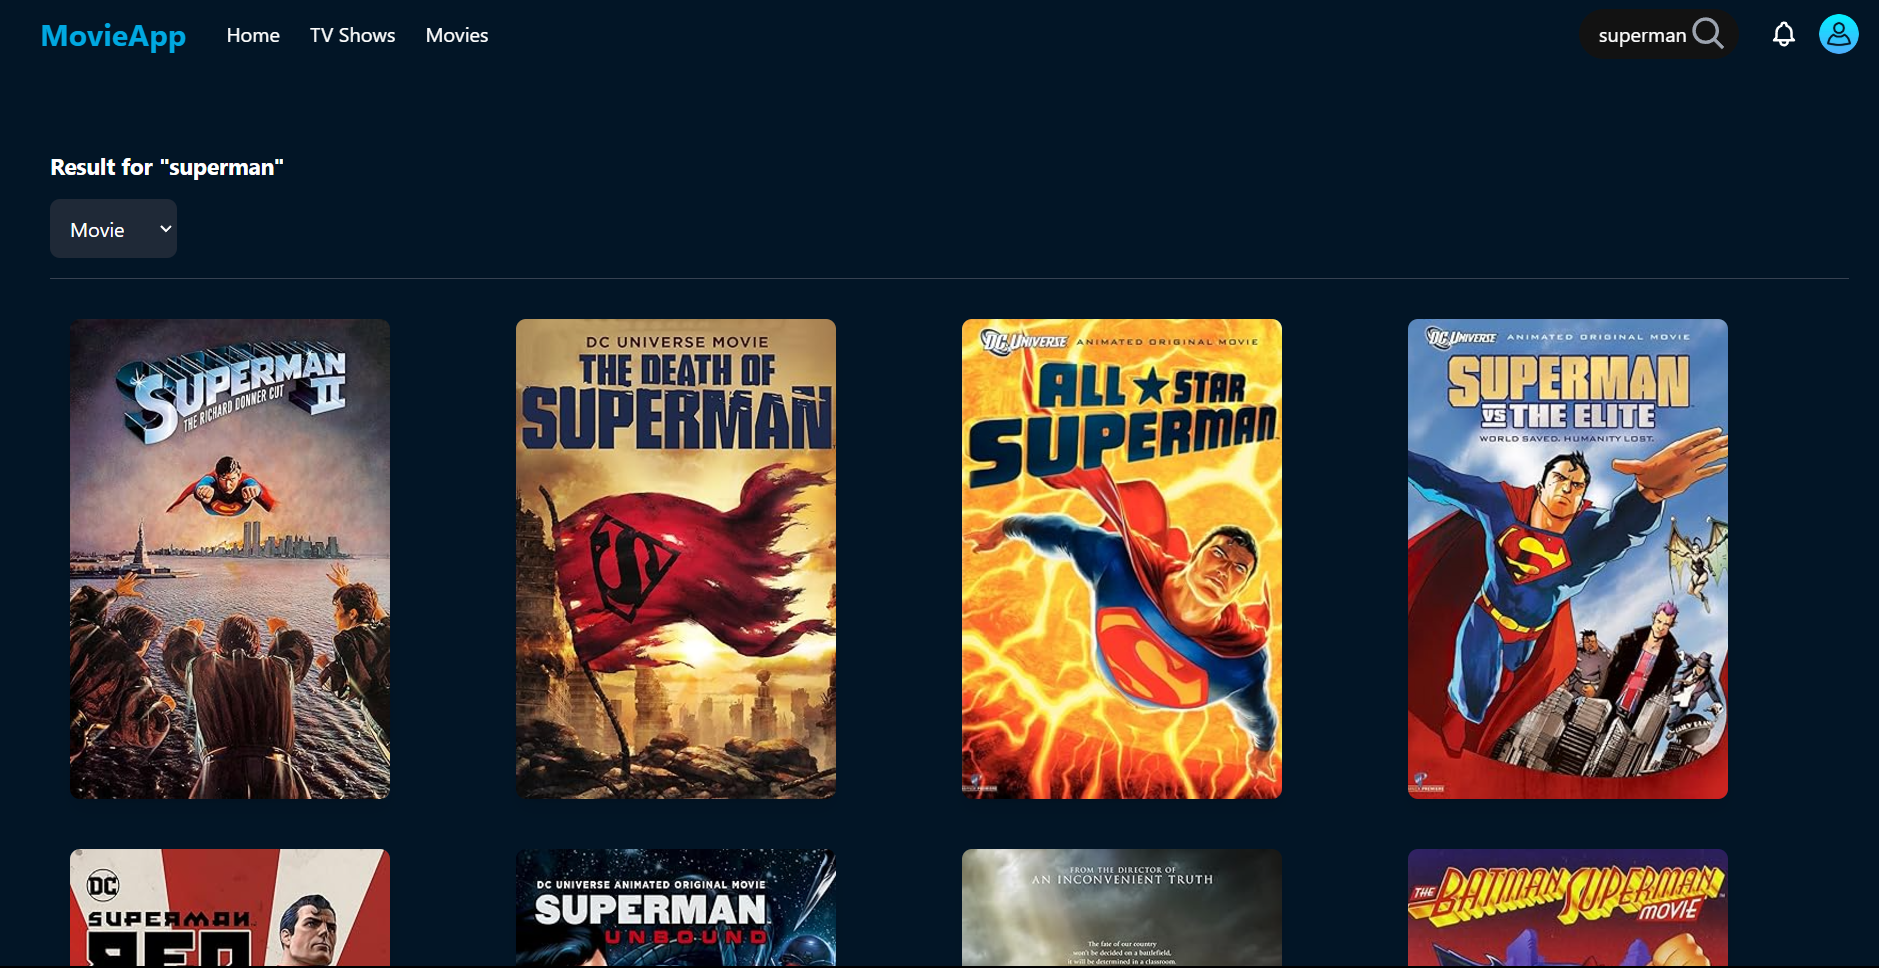 MovieApp
Home
TV Shows
Movies
superman
Result for "superman"
Movie
SUPERMAN
II
THE RICHARD DONNER CUT
DC UNIVERSE MOVIE
THE DEATH OF
SUPERMAN
DC UNIVERSE ANIMATED ORIGINAL MOVIE
ALL STAR
SUPERMAN
DC UNIVERSE ANIMATED ORIGINAL MOVIE
SUPERMAN
VS THE ELITE
WORLD SAVED. HUMANITY LOST.
DC
SUPERMAN
RED
DC UNIVERSE ANIMATED ORIGINAL MOVIE
SUPERMAN
UNBOUND
FROM THE DIRECTOR OF
AN INCONVENIENT TRUTH
The fate of our country
won't be decided on a battlefield,
it will be determined in a classroom.
THE BATMAN SUPERMAN
MOVIE